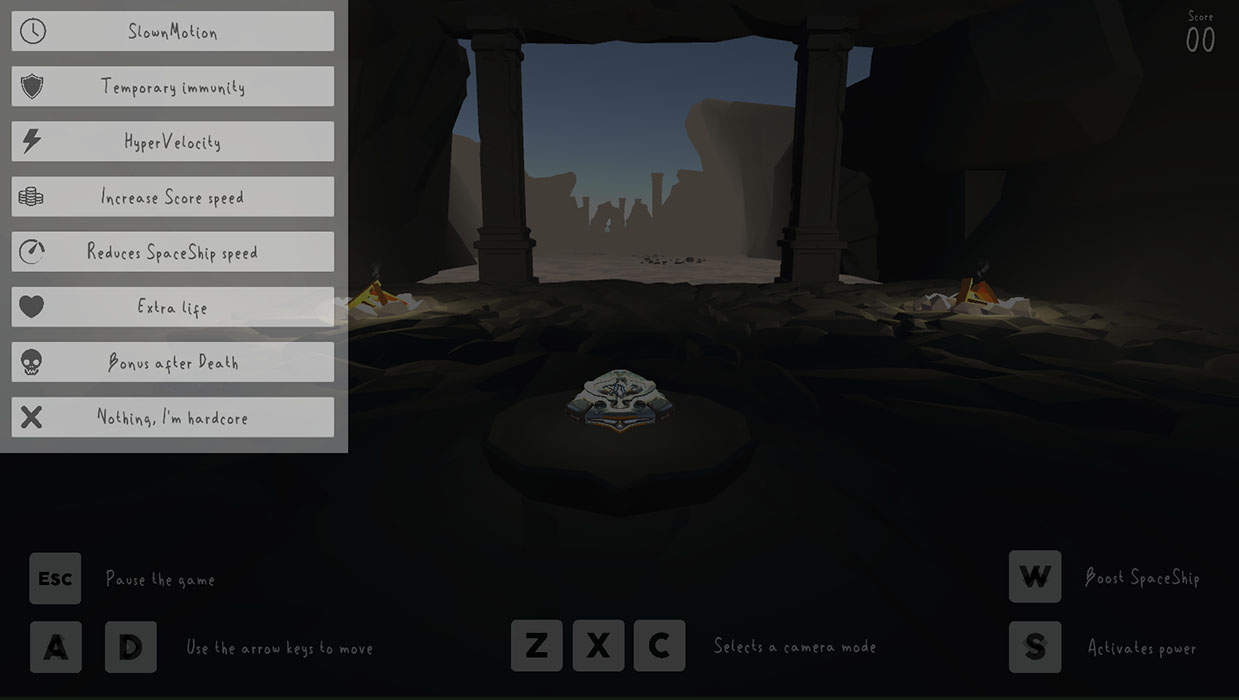 SlownMotion
Temporary immunity
HyperVelocity
Increase Score speed
Reduces SpaceShip speed
Extra life
Bonus after Death
Nothing, I'm hardcore
Score
00
Esc Pause the game
A D Use the arrow keys to move
Z X C Selects a camera mode
W Boost SpaceShip
S Activates power